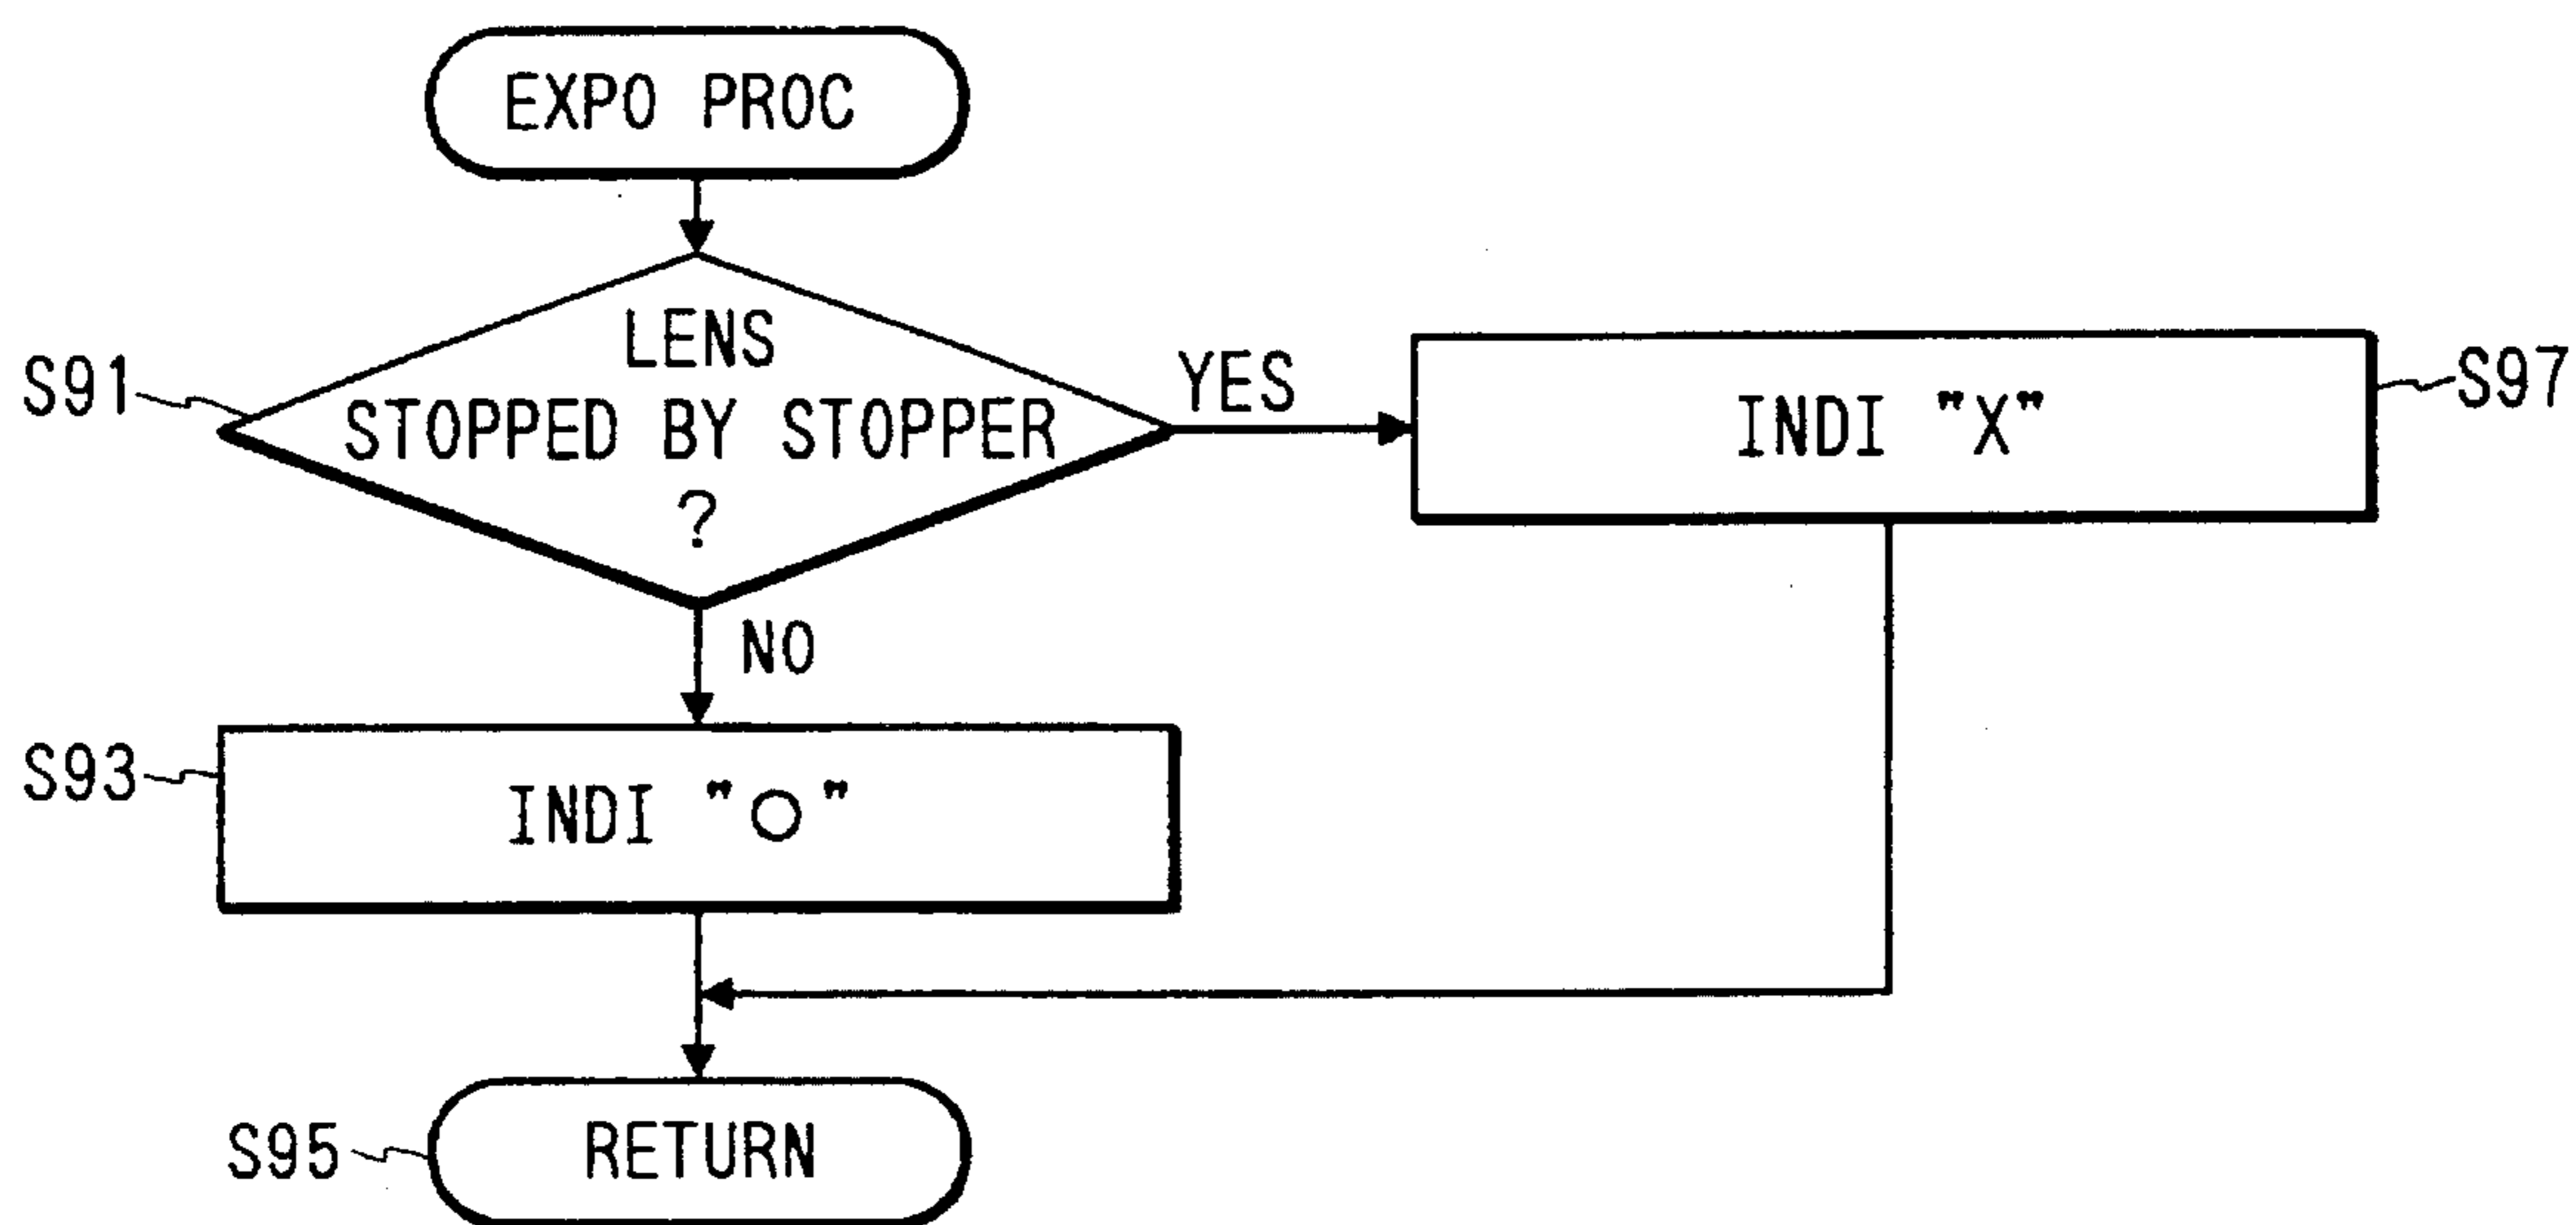 EXPO PROC
S91
LENS
STOPPED BY STOPPER
?
YES
INDI "X"
S97
NO
S93
INDI "○"
S95
RETURN